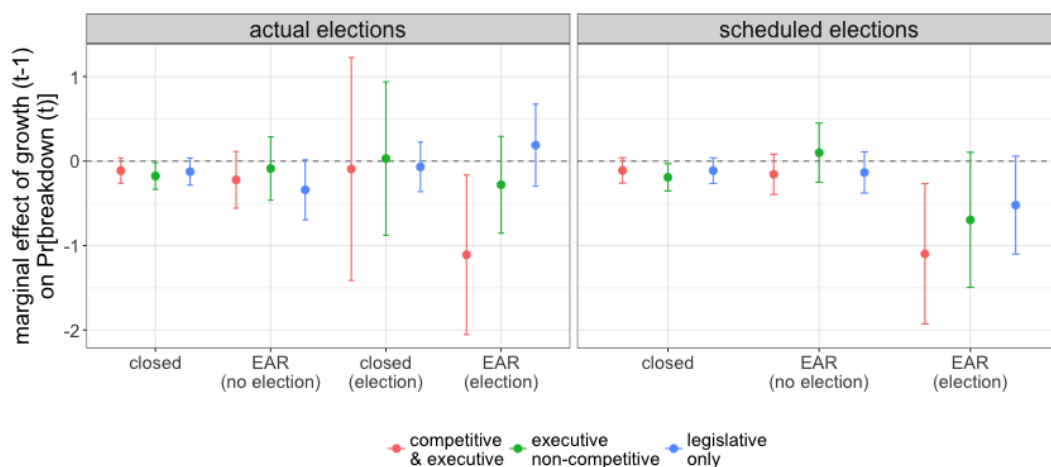 actual elections
scheduled elections
marginal effect of growth (t-1)
on Pr[breakdown (t)]
1
0
-1
-2
closed
EAR
(no election)
closed
(election)
EAR
(election)
closed
EAR
(no election)
EAR
(election)
competitive
& executive
executive
non-competitive
legislative
only